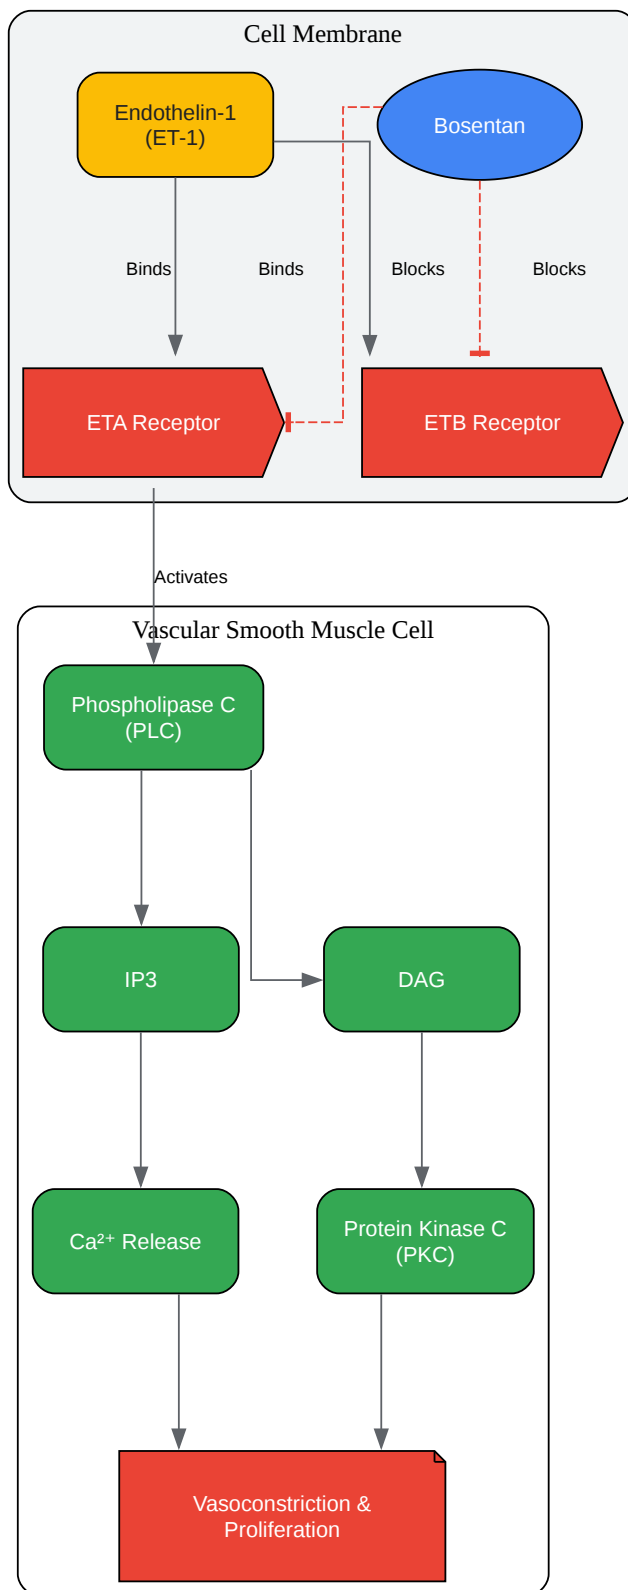 Cell Membrane
Endothelin-1
(ET-1)
Bosentan
Binds
Binds
Blocks
Blocks
ETA Receptor
ETB Receptor
Activates
Vascular Smooth Muscle Cell
Phospholipase C
(PLC)
IP3
DAG
Ca²⁺ Release
Protein Kinase C
(PKC)
Vasoconstriction &
Proliferation